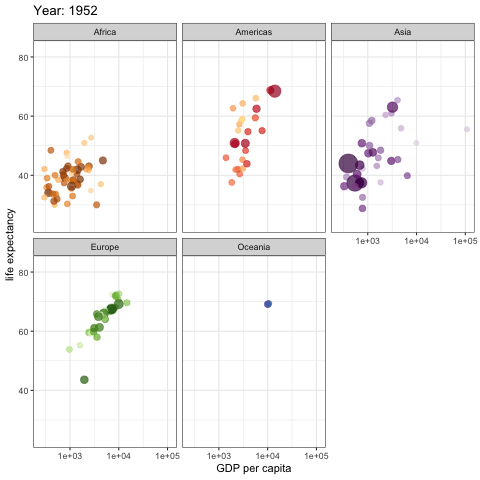 Year: 1952
Africa
Americas
Asia
80
60
40
1e+03 1e+04 1e+05
life expectancy
Europe
Oceania
80
60
40
1e+03 1e+04 1e+05
1e+03 1e+04 1e+05
GDP per capita